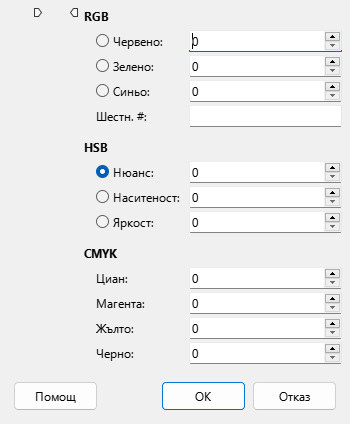 RGB
Червено: 0
Зелено: 0
Синьо: 0
Шестн. #:
HSB
Нюанс: 0
Наситеност: 0
Яркост: 0
CMYK
Циан: 0
Магента: 0
Жълто: 0
Черно: 0
Помощ OK Отказ